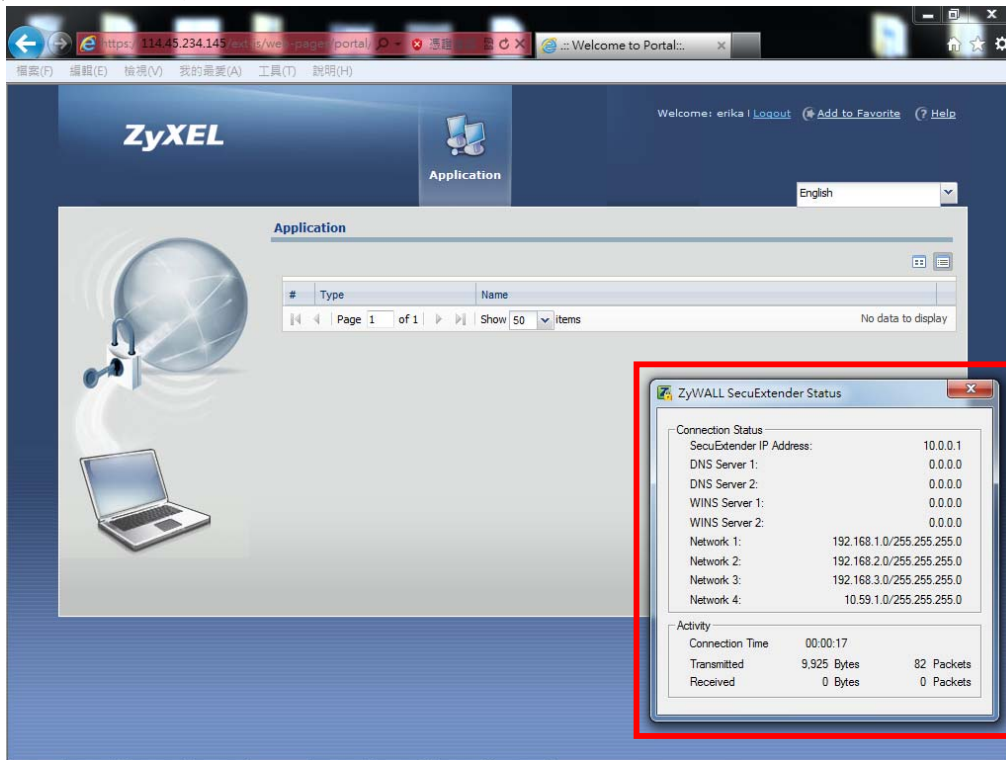 https://114.45.234.145/ext-js/web-pages/portal/
.:: Welcome to Portal::.
檔案(F) 編輯(E) 檢視(V) 我的最愛(A) 工具(T) 說明(H)
ZyXEL
Application
Welcome: erika | Logout Add to Favorite ? Help
English
Application
# Type Name
Page 1 of 1 Show 50 items No data to display
ZyWALL SecuExtender Status
Connection Status
SecuExtender IP Address: 10.0.0.1
DNS Server 1: 0.0.0.0
DNS Server 2: 0.0.0.0
WINS Server 1: 0.0.0.0
WINS Server 2: 0.0.0.0
Network 1: 192.168.1.0/255.255.255.0
Network 2: 192.168.2.0/255.255.255.0
Network 3: 192.168.3.0/255.255.255.0
Network 4: 10.59.1.0/255.255.255.0
Activity
Connection Time 00:00:17
Transmitted 9,925 Bytes 82 Packets
Received 0 Bytes 0 Packets